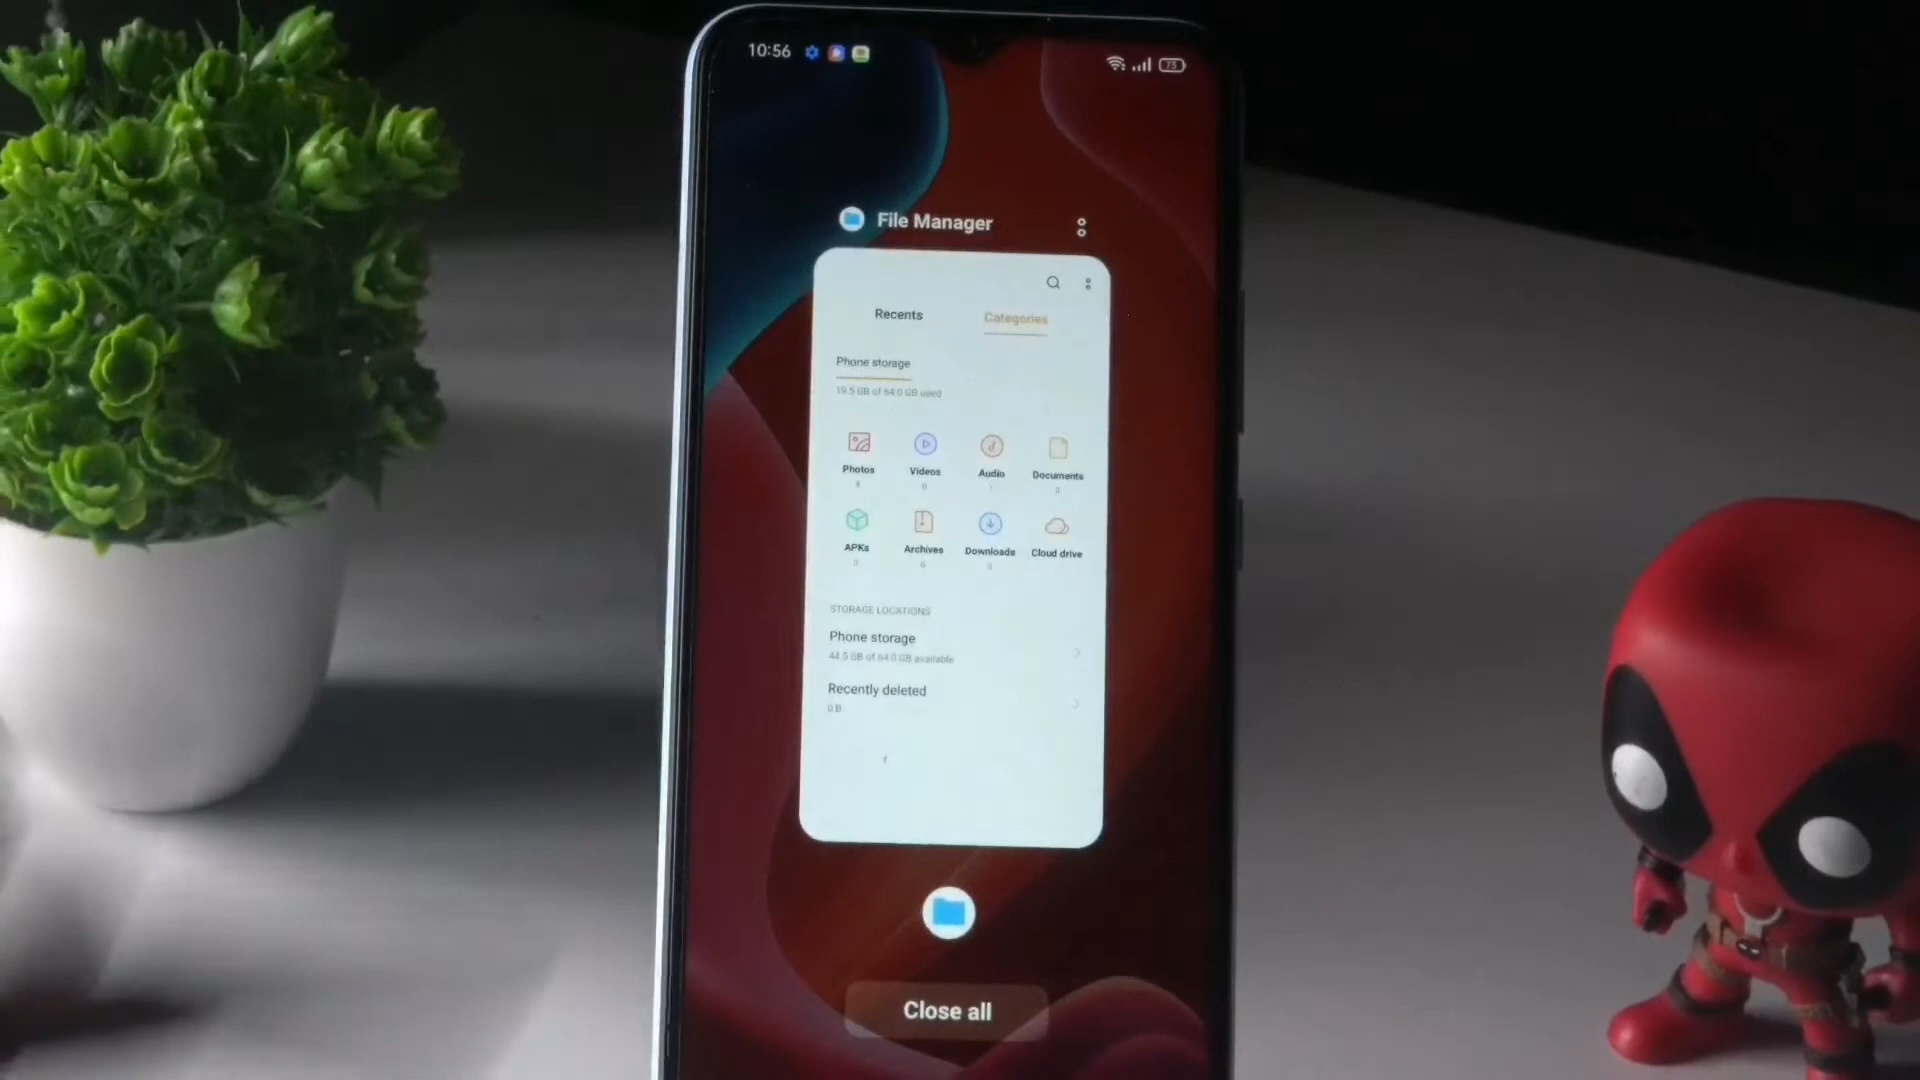 10:56
73
File Manager
Recents
Categories
Phone storage
19.5 GB of 64.0 GB used
Photos
Videos
Audio
Documents
APKs
Archives
Downloads
Cloud drive
STORAGE LOCATIONS
Phone storage
44.5 GB of 64.0 GB available
Recently deleted
0 B
Close all